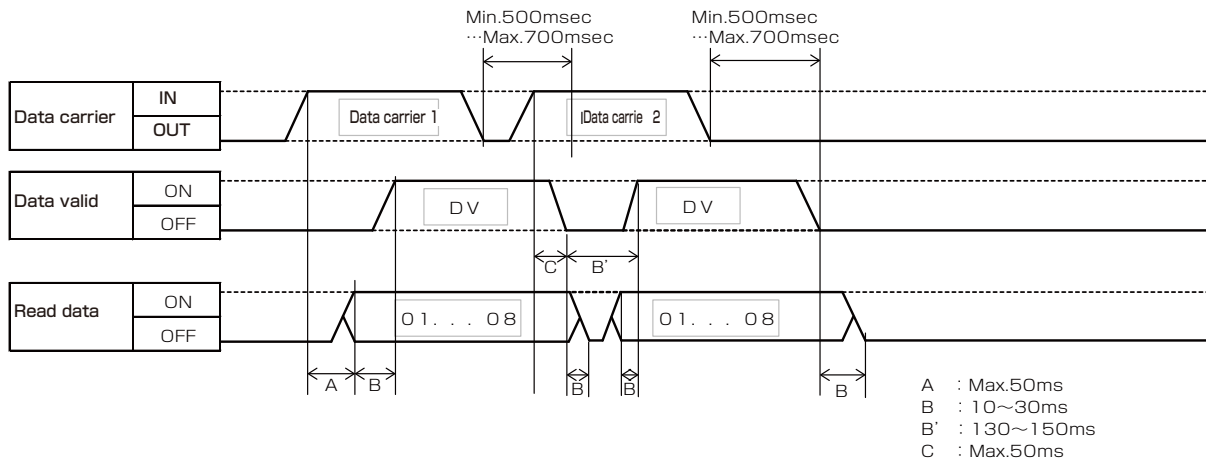 Min.500msec
…Max.700msec
Min.500msec
…Max.700msec
Data carrier
IN
OUT
Data carrier 1
Data carrie 2
Data valid
ON
OFF
DV
DV
C
B'
Read data
ON
OFF
01. . . 08
01. . . 08
A
B
B
B
B
A : Max.50ms
B : 10～30ms
B' : 130～150ms
C : Max.50ms